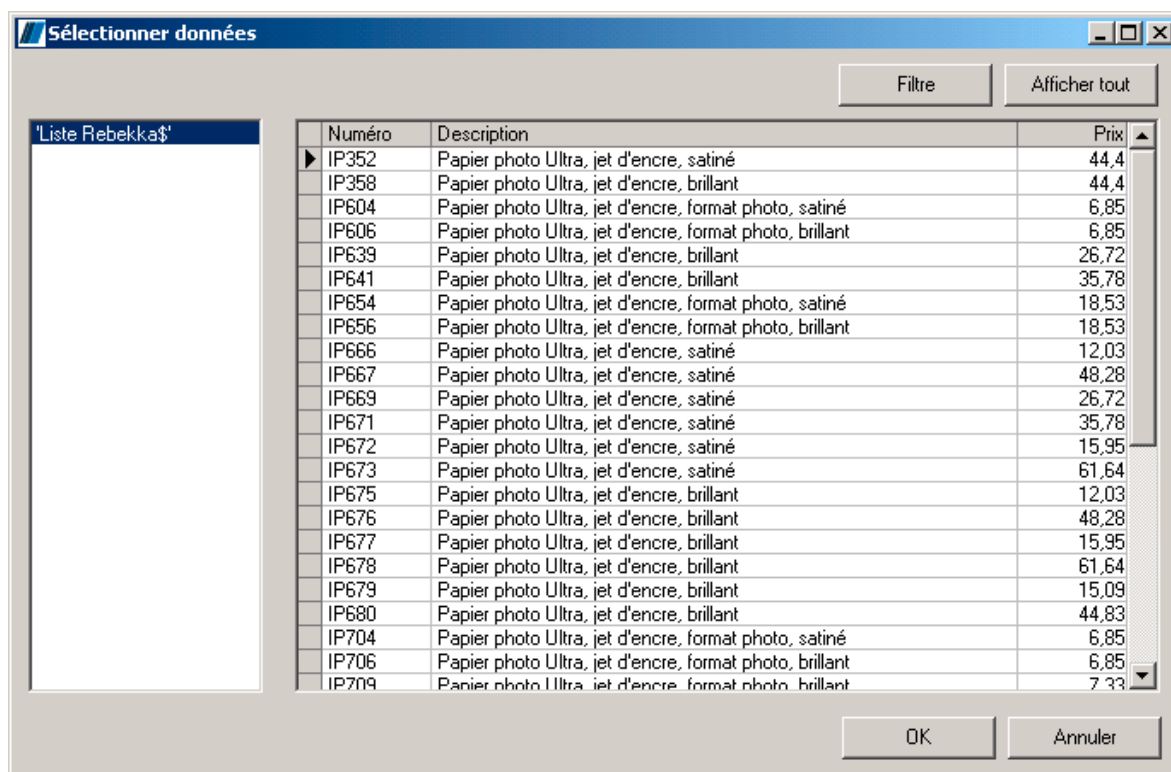 Sélectionner données
Filtre Afficher tout
'Liste Rebekka$'
Numéro Description Prix
IP352 Papier photo Ultra, jet d'encre, satiné 44,4
IP358 Papier photo Ultra, jet d'encre, brillant 44,4
IP604 Papier photo Ultra, jet d'encre, format photo, satiné 6,85
IP606 Papier photo Ultra, jet d'encre, format photo, brillant 6,85
IP639 Papier photo Ultra, jet d'encre, brillant 26,72
IP641 Papier photo Ultra, jet d'encre, brillant 35,78
IP654 Papier photo Ultra, jet d'encre, format photo, satiné 18,53
IP656 Papier photo Ultra, jet d'encre, format photo, brillant 18,53
IP666 Papier photo Ultra, jet d'encre, satiné 12,03
IP667 Papier photo Ultra, jet d'encre, satiné 48,28
IP669 Papier photo Ultra, jet d'encre, satiné 26,72
IP671 Papier photo Ultra, jet d'encre, satiné 35,78
IP672 Papier photo Ultra, jet d'encre, satiné 15,95
IP673 Papier photo Ultra, jet d'encre, satiné 61,64
IP675 Papier photo Ultra, jet d'encre, brillant 12,03
IP676 Papier photo Ultra, jet d'encre, brillant 48,28
IP677 Papier photo Ultra, jet d'encre, brillant 15,95
IP678 Papier photo Ultra, jet d'encre, brillant 61,64
IP679 Papier photo Ultra, jet d'encre, brillant 15,09
IP680 Papier photo Ultra, jet d'encre, brillant 44,83
IP704 Papier photo Ultra, jet d'encre, format photo, satiné 6,85
IP706 Papier photo Ultra, jet d'encre, format photo, brillant 6,85
IP709 Papier photo Ultra, jet d'encre, format photo, brillant 7,33
OK Annuler